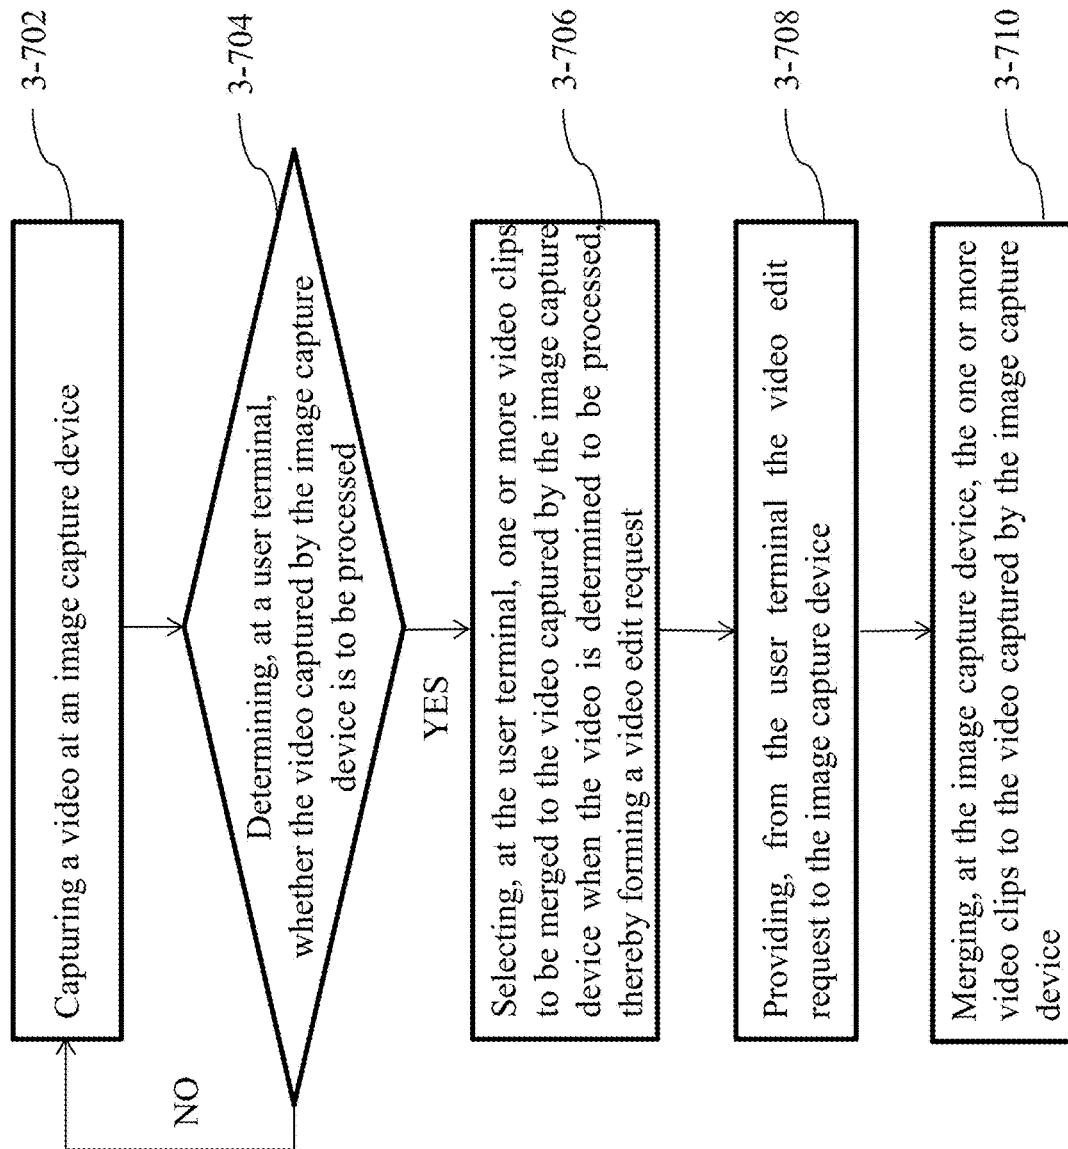 Capturing a video at an image capture device
3-702
Determining, at a user terminal,
whether the video captured by the image capture
device is to be processed
3-704
NO
YES
Selecting, at the user terminal, one or more video clips
to be merged to the video captured by the image capture
device when the video is determined to be processed,
thereby forming a video edit request
3-706
Providing, from the user terminal the video edit
request to the image capture device
3-708
Merging, at the image capture device, the one or more
video clips to the video captured by the image capture
device
3-710